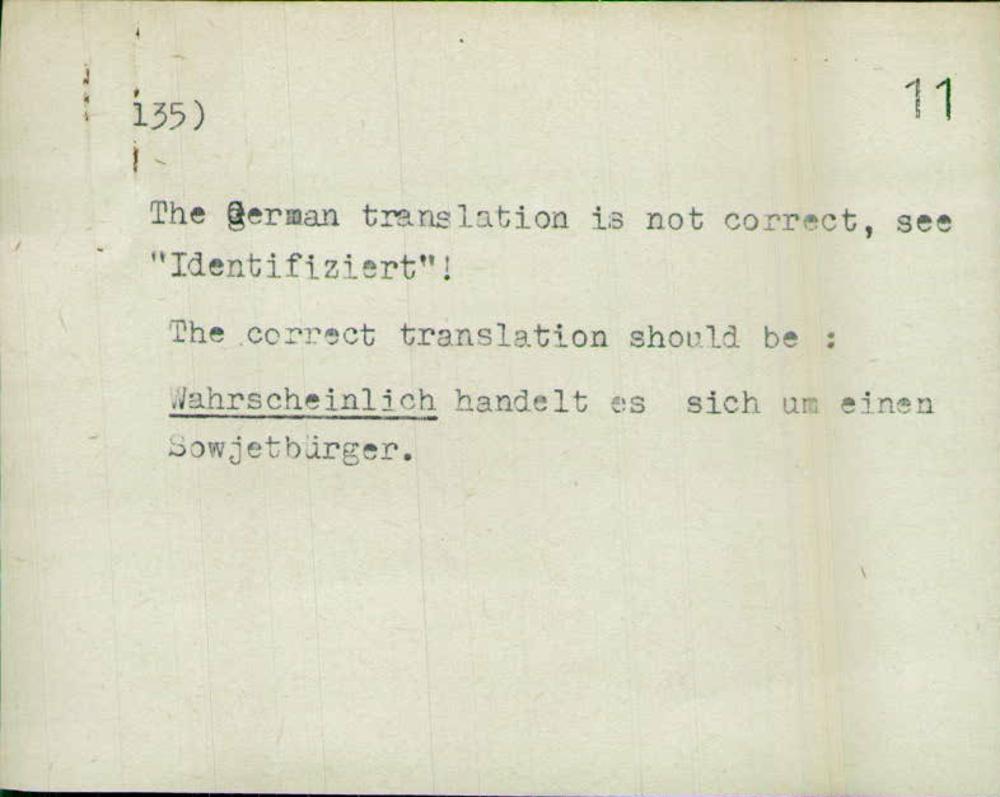 11
135)
The German translation is not correct, see
"Identifiziert"!
The correct translation should be :
Wahrscheinlich handelt es sich um einen
Sowjetbürger.